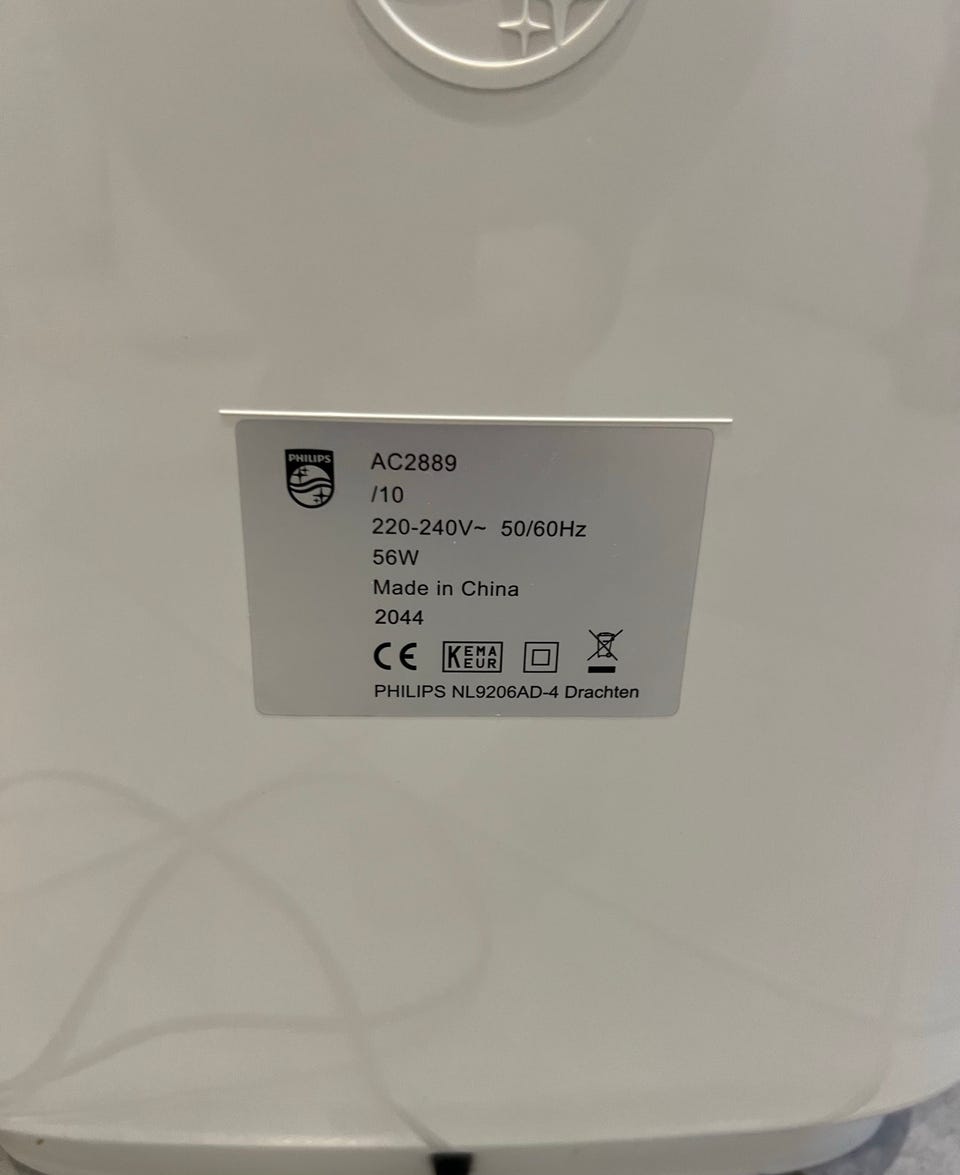 PHILIPS
AC2889
/10
220-240V~ 50/60Hz
56W
Made in China
2044
CE KEMA EUR
PHILIPS NL9206AD-4 Drachten